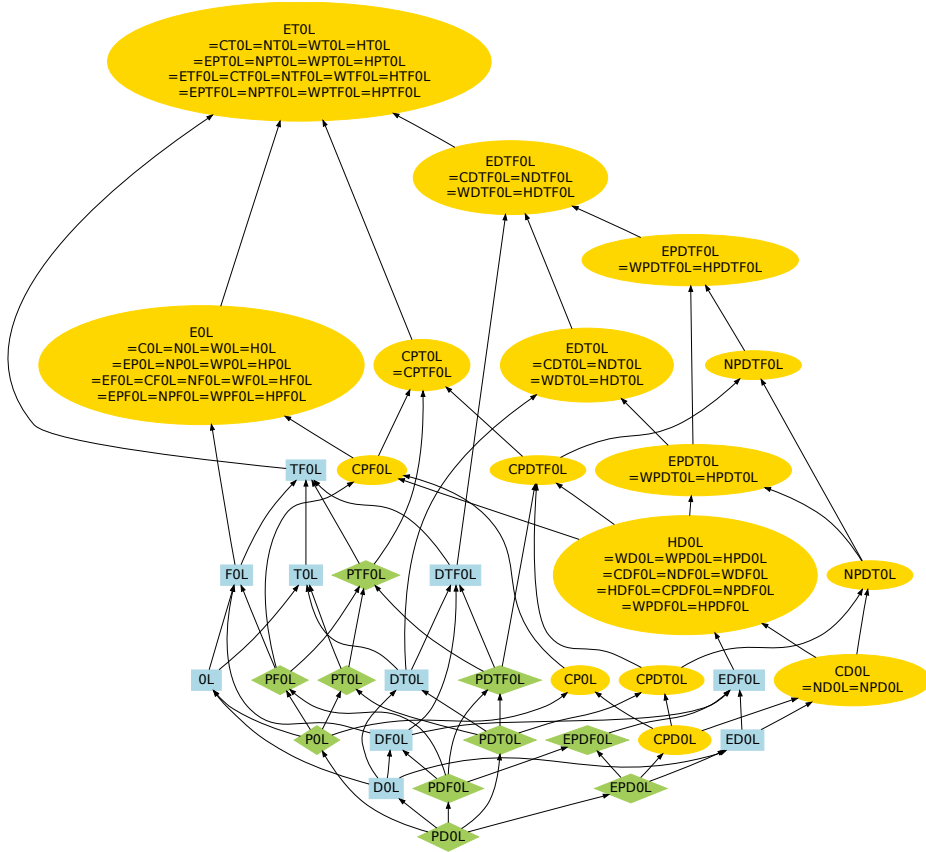 ET0L
=CT0L=NT0L=WT0L=HT0L
=EPT0L=NPT0L=WPT0L=HPT0L
=ETF0L=CTF0L=NTF0L=WTF0L=HTF0L
=EPTF0L=NPTF0L=WPTF0L=HPTF0L
EDTF0L
=CDTF0L=NDTF0L
=WDTF0L=HDTF0L
EPDTF0L
=WPDTF0L=HPDTF0L
E0L
=C0L=N0L=W0L=H0L
=EP0L=NP0L=WP0L=HP0L
=EF0L=CF0L=NF0L=WF0L=HF0L
=EPF0L=NPF0L=WPF0L=HPF0L
CPT0L
=CPTF0L
EDT0L
=CDT0L=NDT0L
=WDT0L=HDT0L
NPDTF0L
TF0L
CPF0L
CPDTF0L
EPDT0L
=WPDT0L=HPDT0L
F0L
T0L
PTF0L
DTF0L
HD0L
=WD0L=WPD0L=HPD0L
=CDF0L=NDF0L=WDF0L
=HDF0L=CPDF0L=NPDF0L
=WPDF0L=HPDF0L
NPDT0L
0L
PF0L
PT0L
DT0L
PDTF0L
CP0L
CPDT0L
EDF0L
CD0L
=ND0L=NPD0L
P0L
DF0L
PDT0L
EPDF0L
CPD0L
ED0L
D0L
PDF0L
EPD0L
PD0L